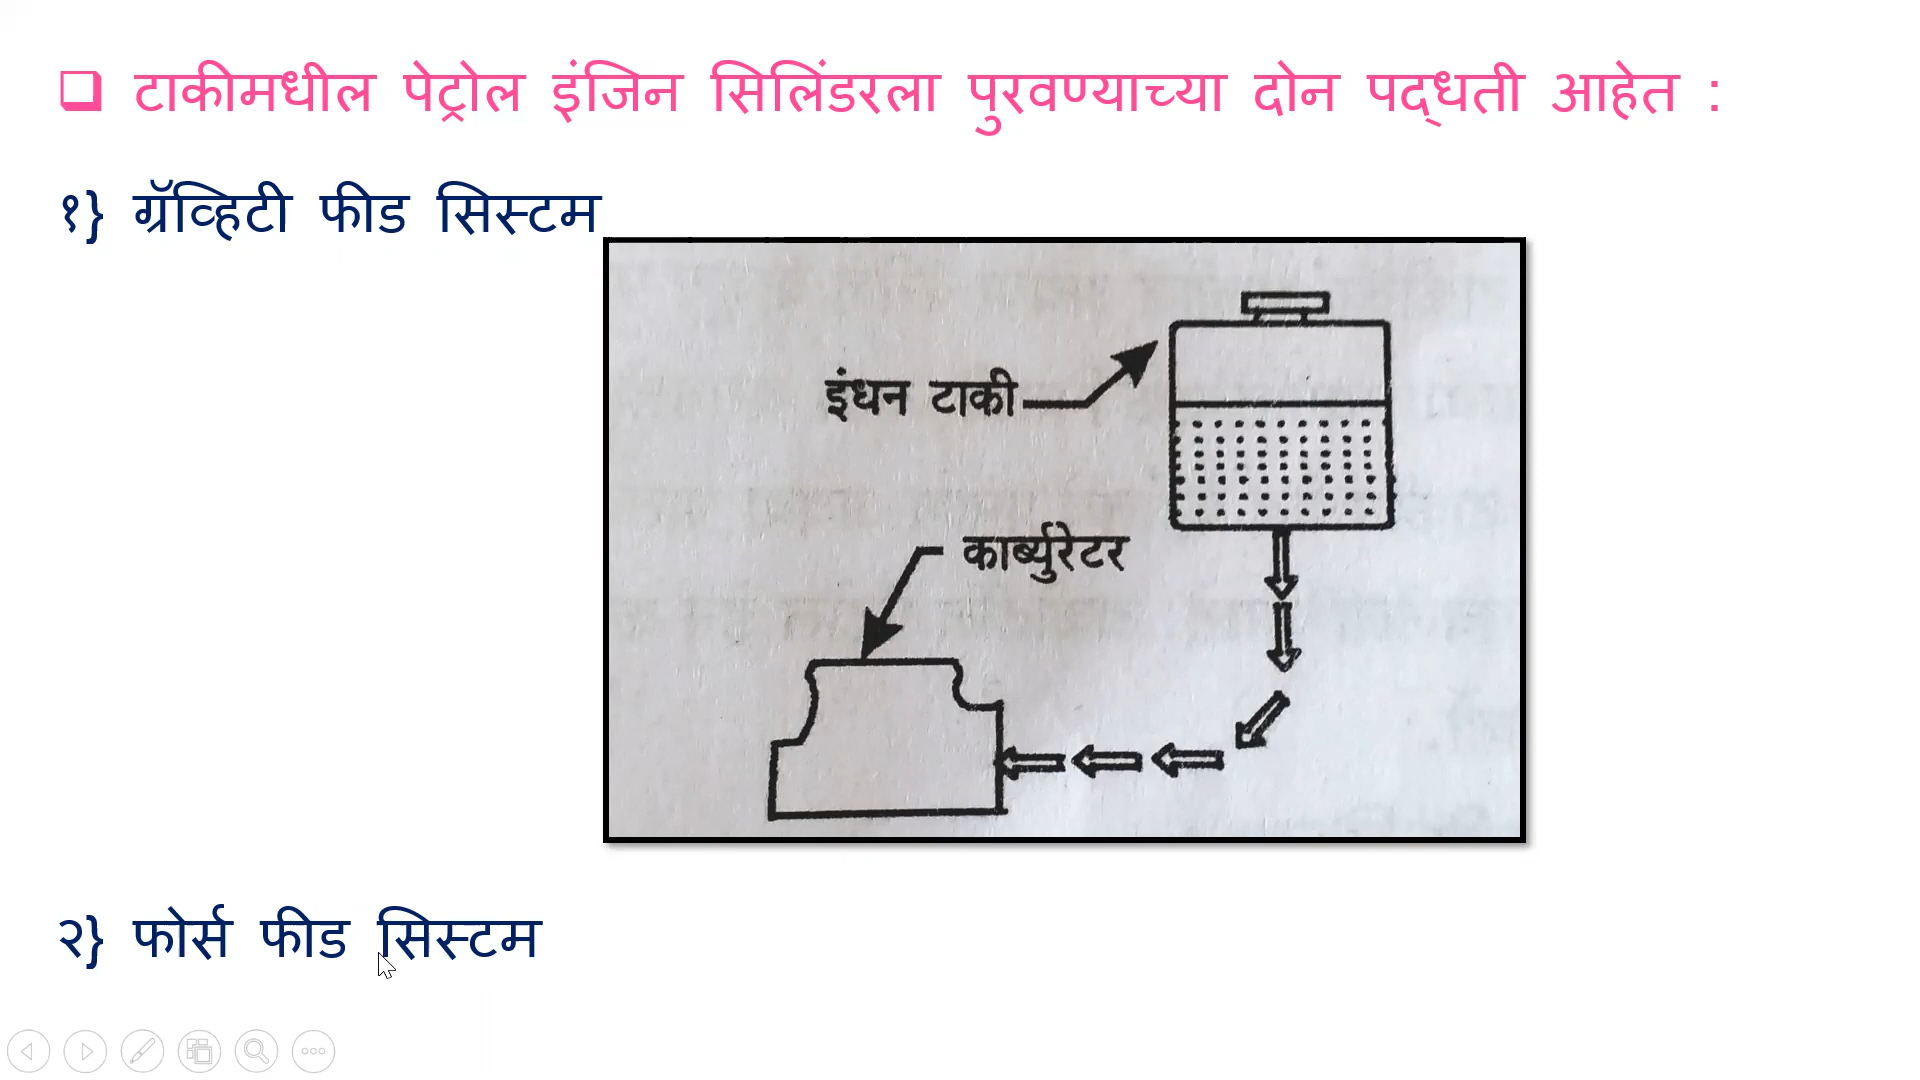 ❑ टाकीमधील पेट्रोल इंजिन सिलिंडरला पुरवण्याच्या दोन पद्धती आहेत :
१} ग्रॅव्हिटी फीड सिस्टम
इंधन टाकी
कार्ब्युरेटर
२} फोर्स फीड सिस्टम